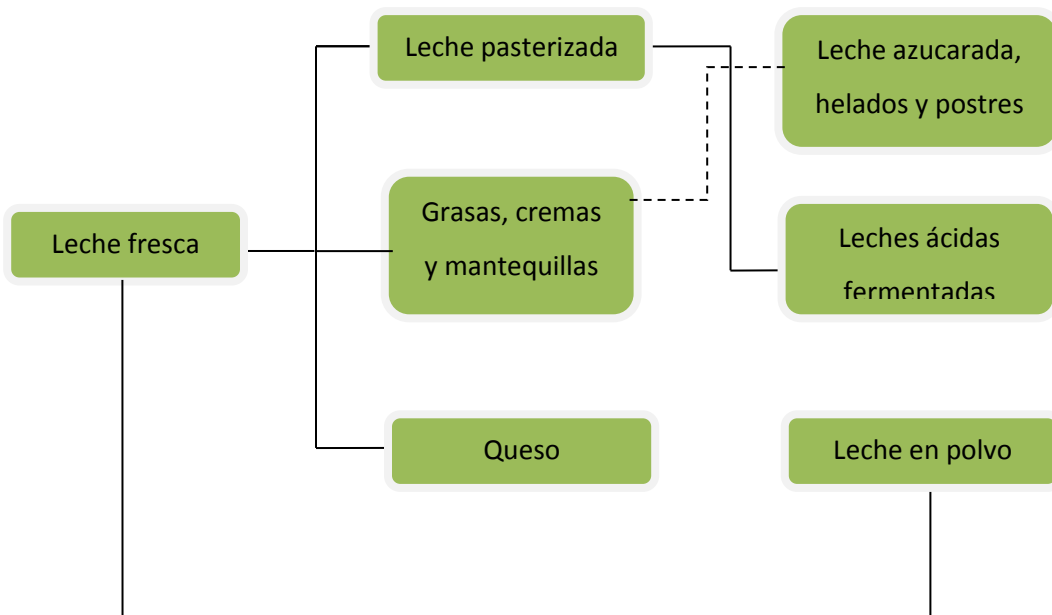 Leche pasterizada
Leche azucarada,
helados y postres
Leche fresca
Grasas, cremas
y mantequillas
Leches ácidas
fermentadas
Queso
Leche en polvo